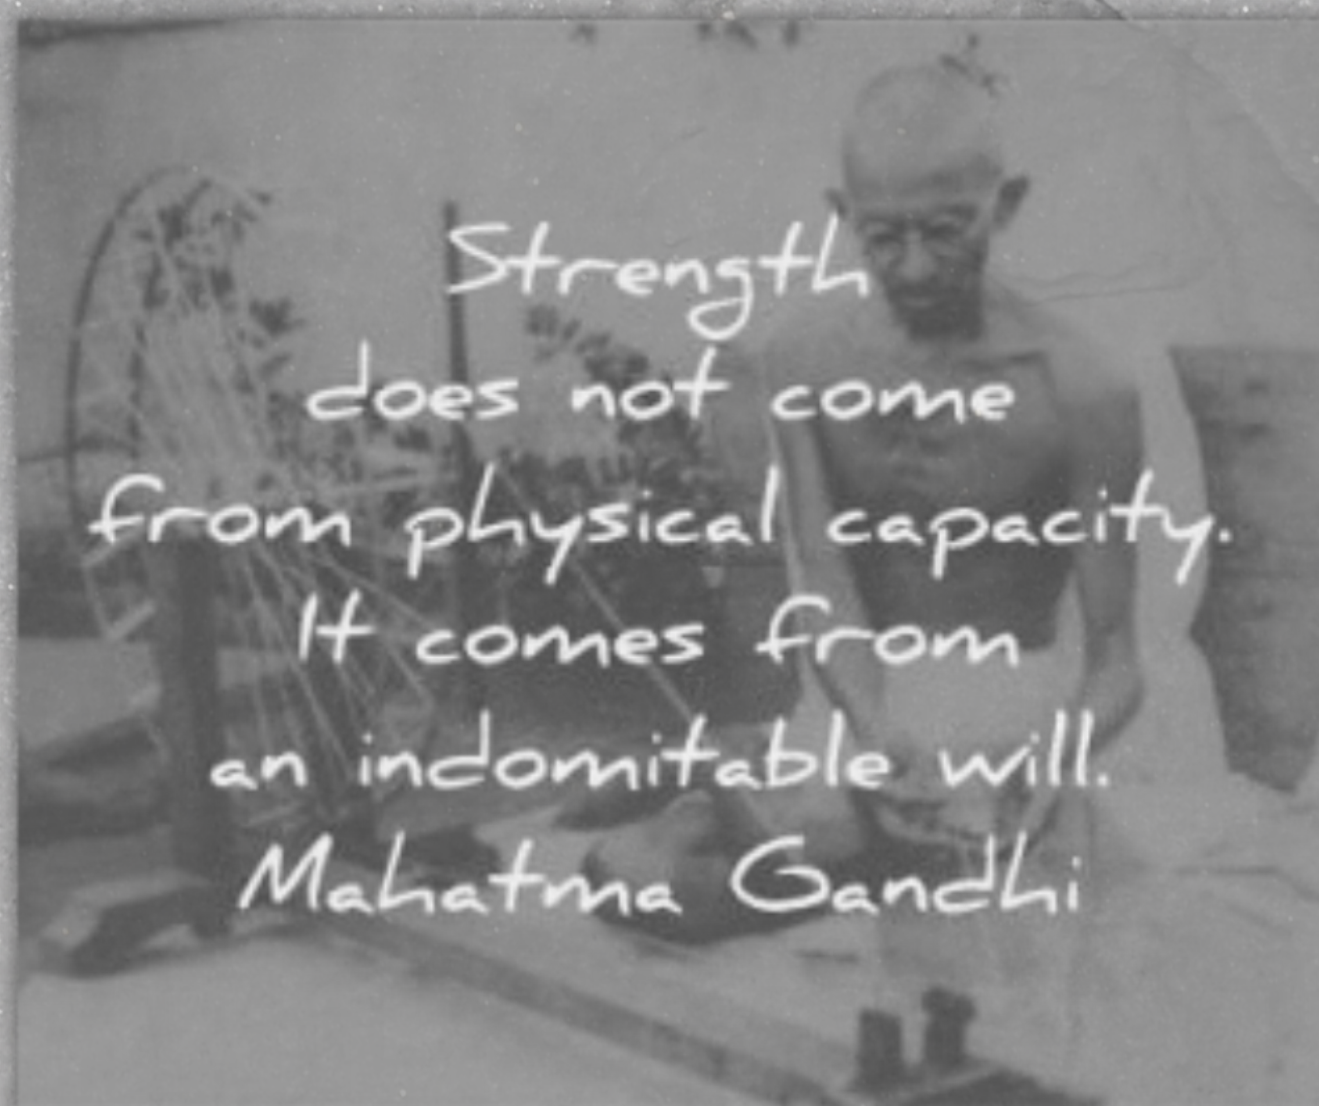 Strength
does not come
from physical capacity.
It comes from
an indomitable will.
Mahatma Gandhi